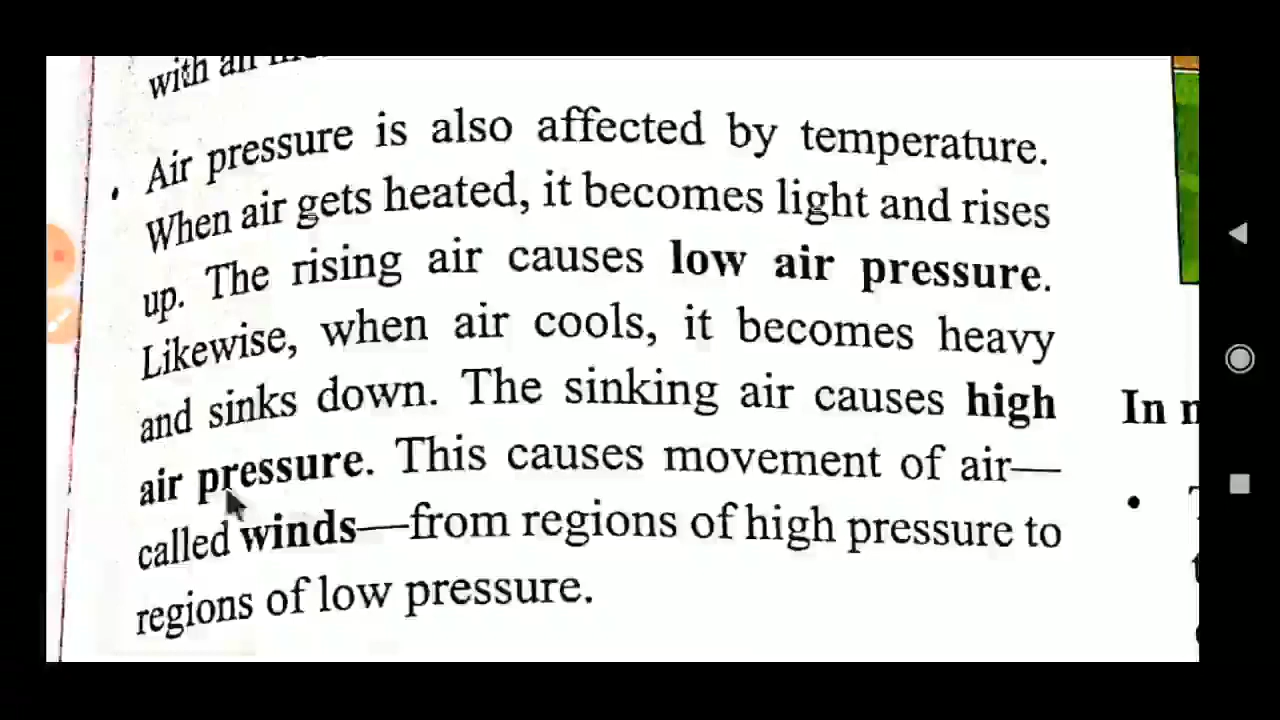 with an
Air pressure is also affected by temperature.
When air gets heated, it becomes light and rises
up. The rising air causes low air pressure.
Likewise, when air cools, it becomes heavy
and sinks down. The sinking air causes high
air pressure. This causes movement of air—
called winds—from regions of high pressure to
regions of low pressure.
In